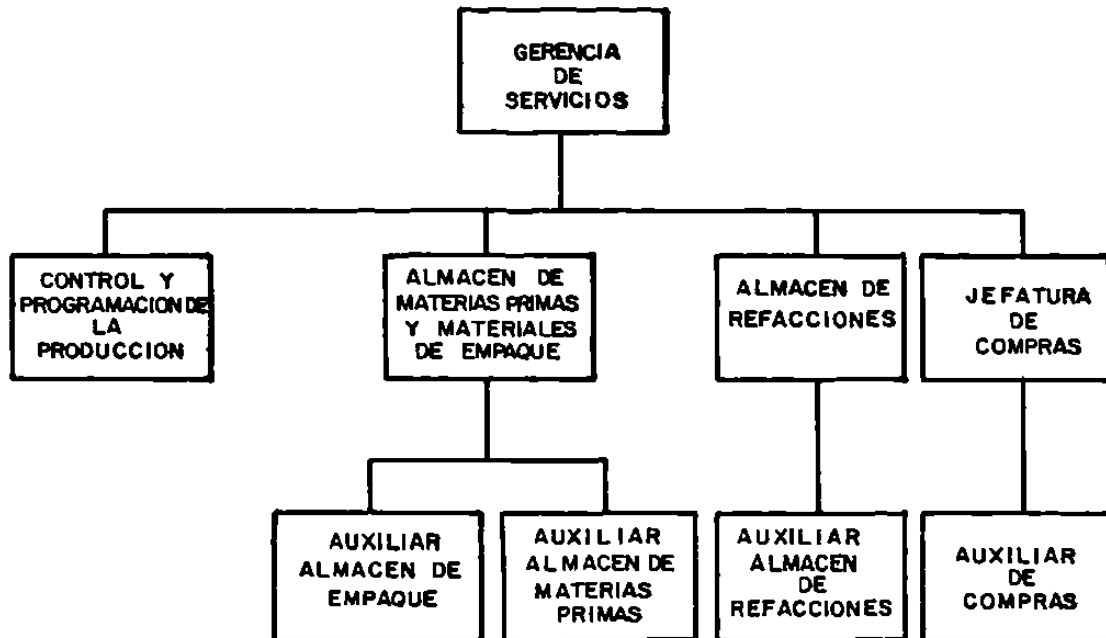 GERENCIA
DE
SERVICIOS
CONTROL Y
PROGRAMACION DE
LA
PRODUCCION
ALMACEN DE
MATERIAS PRIMAS
Y MATERIALES
DE EMPAQUE
ALMACEN DE
REFACCIONES
JEFATURA
DE
COMPRAS
AUXILIAR
ALMACEN DE
EMPAQUE
AUXILIAR
ALMACEN DE
MATERIAS
PRIMAS
AUXILIAR
ALMACEN
DE
REFACCIONES
AUXILIAR
DE
COMPRAS